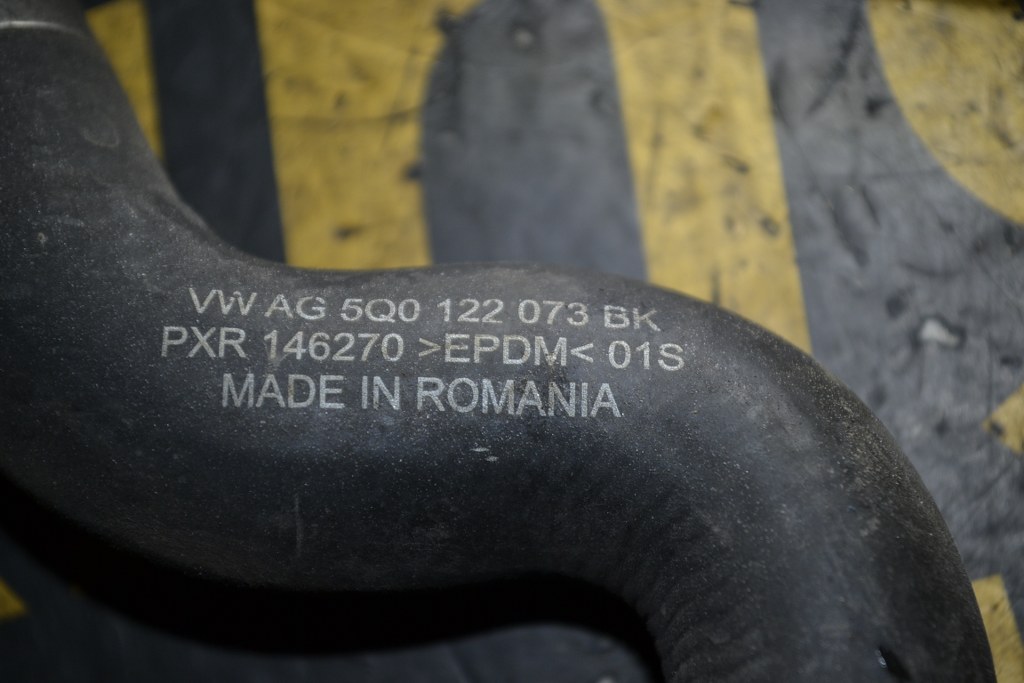 VW AG 5Q0 122 073 BK
PXR 146270 >EPDM< 01S
MADE IN ROMANIA